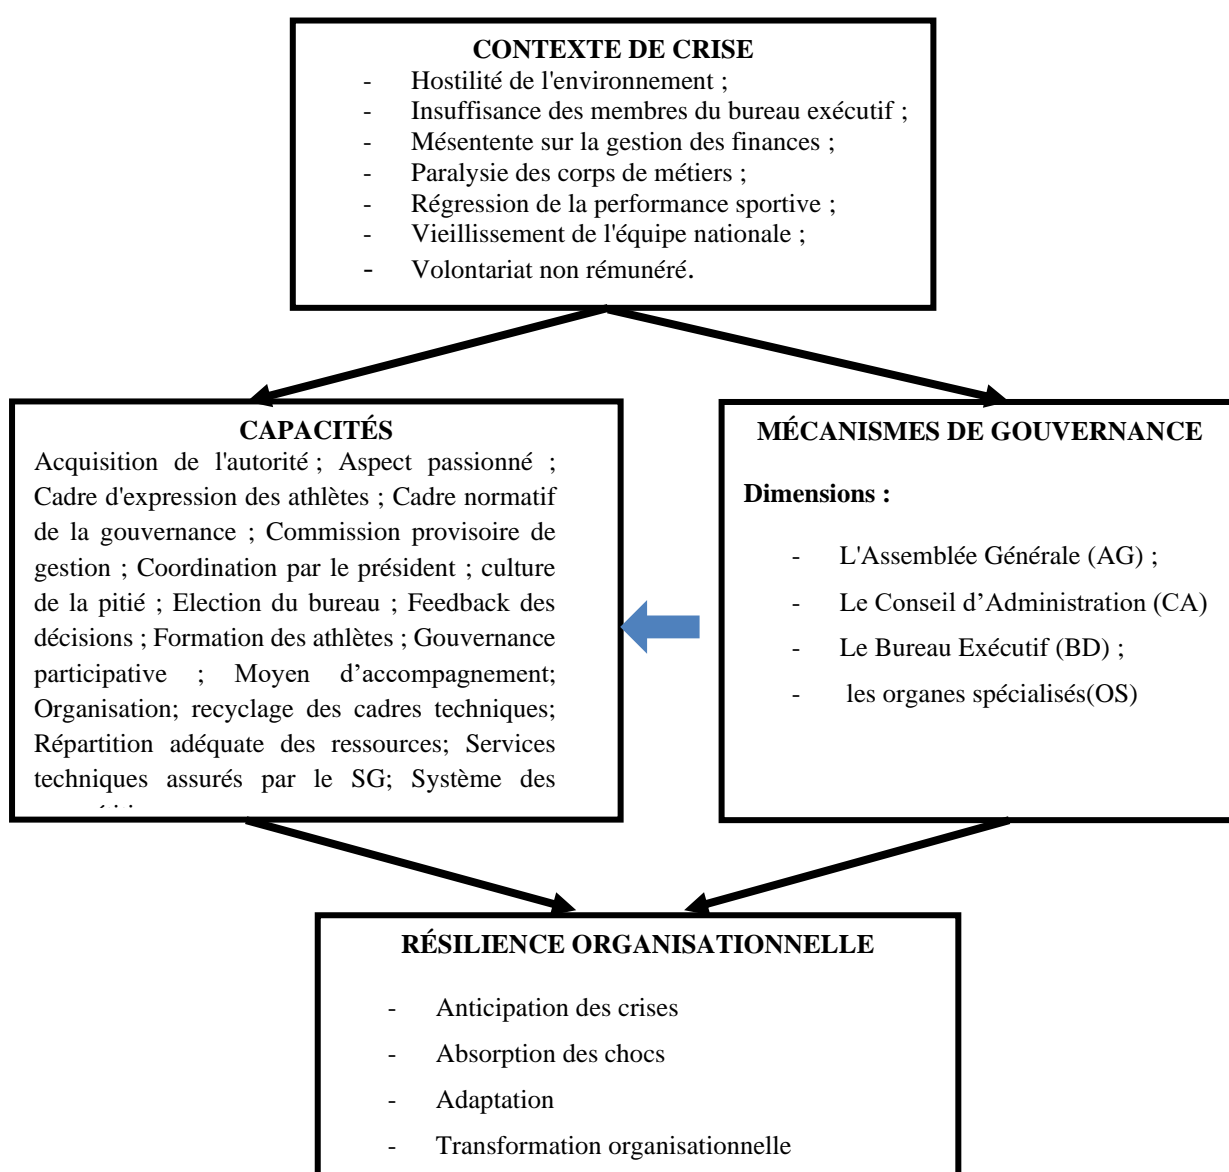 CONTEXTE DE CRISE
- Hostilité de l'environnement ;
- Insuffisance des membres du bureau exécutif ;
- Mésentente sur la gestion des finances ;
- Paralysie des corps de métiers ;
- Régression de la performance sportive ;
- Vieillissement de l'équipe nationale ;
- Volontariat non rémunéré.
CAPACITÉS
Acquisition de l'autorité ; Aspect passionné ;
Cadre d'expression des athlètes ; Cadre normatif
de la gouvernance ; Commission provisoire de
gestion ; Coordination par le président ; culture
de la pitié ; Election du bureau ; Feedback des
décisions ; Formation des athlètes ; Gouvernance
participative ; Moyen d’accompagnement;
Organisation; recyclage des cadres techniques;
Répartition adéquate des ressources; Services
techniques assurés par le SG; Système des
MÉCANISMES DE GOUVERNANCE
Dimensions :
- L'Assemblée Générale (AG) ;
- Le Conseil d’Administration (CA)
- Le Bureau Exécutif (BD) ;
- les organes spécialisés(OS)
RÉSILIENCE ORGANISATIONNELLE
- Anticipation des crises
- Absorption des chocs
- Adaptation
- Transformation organisationnelle